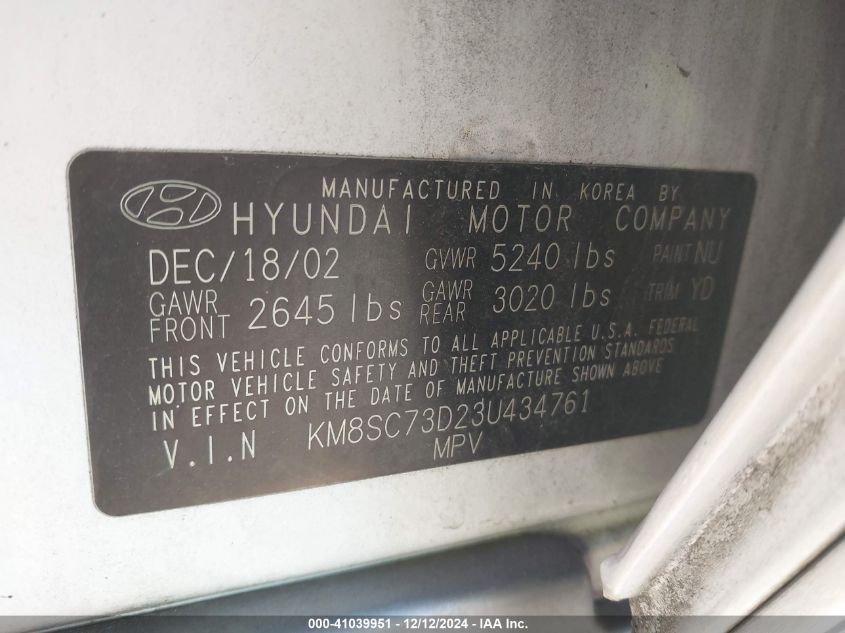 MANUFACTURED IN KOREA BY
HYUNDAI MOTOR COMPANY
DEC/18/02 GVWR 5240 lbs PAINT NU
GAWR FRONT 2645 lbs GAWR REAR 3020 lbs TRIM YD
THIS VEHICLE CONFORMS TO ALL APPLICABLE U.S.A. FEDERAL
MOTOR VEHICLE SAFETY AND THEFT PREVENTION STANDARDS
IN EFFECT ON THE DATE OF MANUFACTURE SHOWN ABOVE
V.I.N KM8SC73D23U434761
MPV
000-41039951 - 12/12/2024 - IAA Inc.